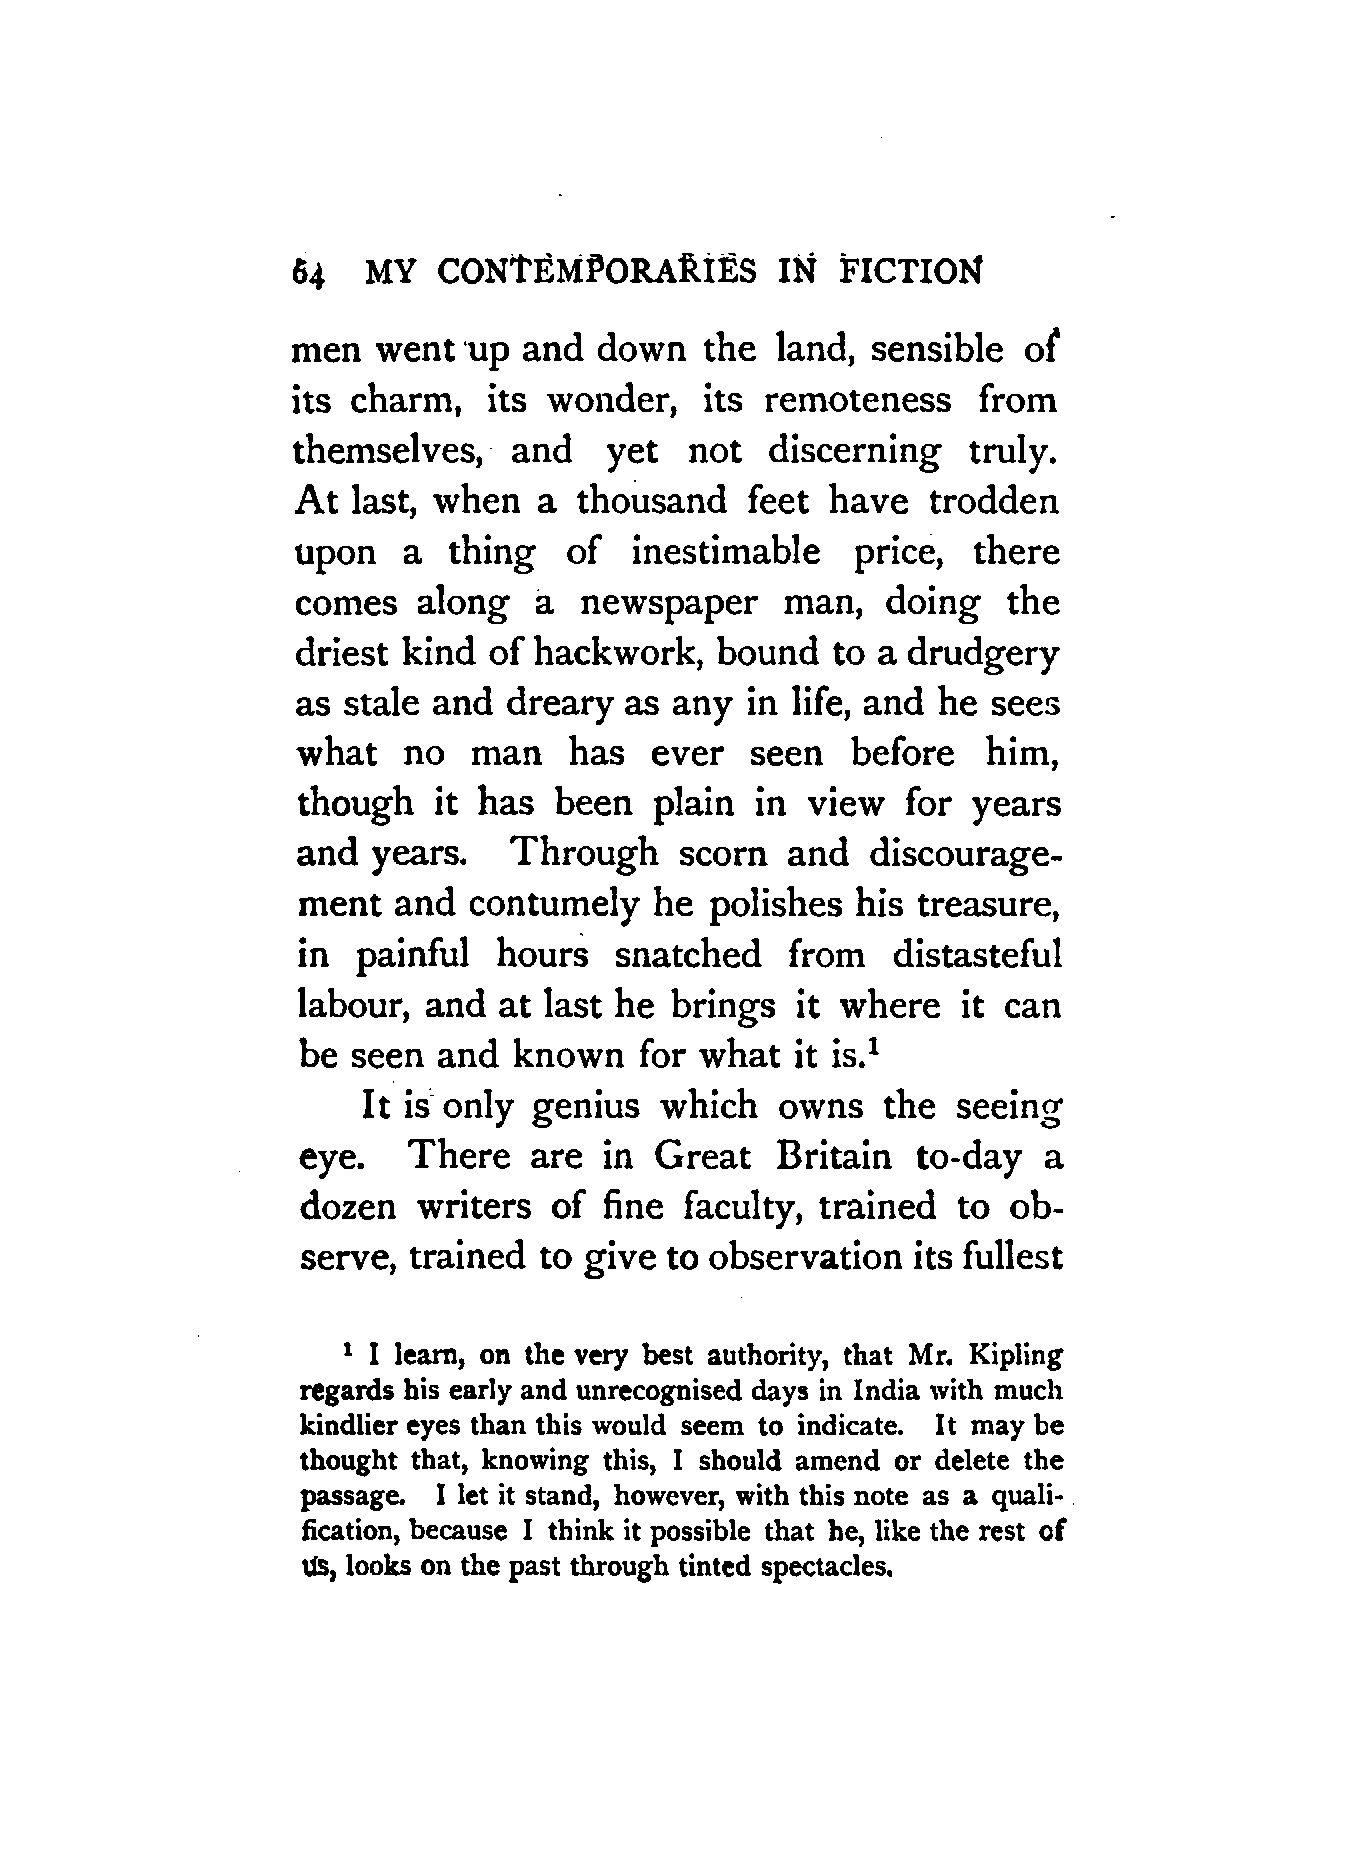 64 MY CONTEMPORARIES IN FICTION
men went up and down the land, sensible of
its charm, its wonder, its remoteness from
themselves, and yet not discerning truly.
At last, when a thousand feet have trodden
upon a thing of inestimable price, there
comes along a newspaper man, doing the
driest kind of hackwork, bound to a drudgery
as stale and dreary as any in life, and he sees
what no man has ever seen before him,
though it has been plain in view for years
and years. Through scorn and discourage-
ment and contumely he polishes his treasure,
in painful hours snatched from distasteful
labour, and at last he brings it where it can
be seen and known for what it is.¹
It is only genius which owns the seeing
eye. There are in Great Britain to-day a
dozen writers of fine faculty, trained to ob-
serve, trained to give to observation its fullest
¹ I learn, on the very best authority, that Mr. Kipling
regards his early and unrecognised days in India with much
kindlier eyes than this would seem to indicate. It may be
thought that, knowing this, I should amend or delete the
passage. I let it stand, however, with this note as a quali-
fication, because I think it possible that he, like the rest of
us, looks on the past through tinted spectacles.